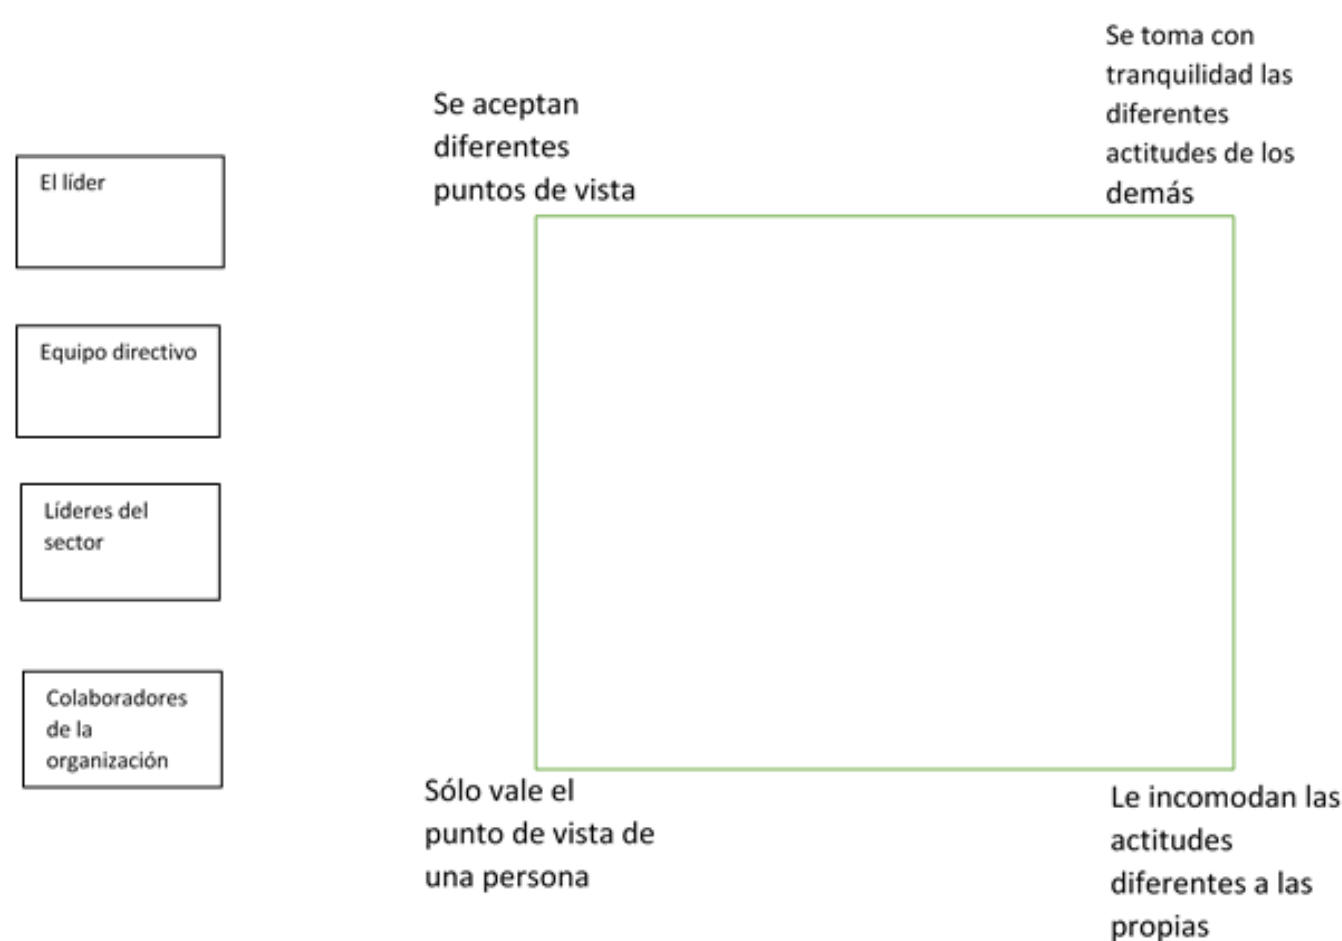 El líder
Equipo directivo
Líderes del
sector
Colaboradores
de la
organización
Se aceptan
diferentes
puntos de vista
Se toma con
tranquilidad las
diferentes
actitudes de los
demás
Sólo vale el
punto de vista de
una persona
Le incomodan las
actitudes
diferentes a las
propias